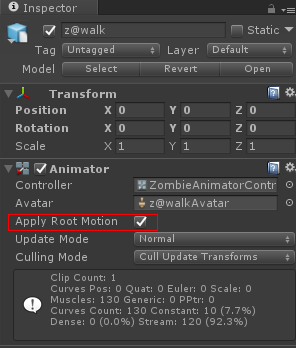 Inspector
z@walk Static
Tag Untagged Layer Default
Model Select Revert Open
Transform
Position X 0 Y 0 Z 0
Rotation X 0 Y 0 Z 0
Scale X 1 Y 1 Z 1
Animator
Controller ZombieAnimatorContr
Avatar z@walkAvatar
Apply Root Motion
Update Mode Normal
Culling Mode Cull Update Transforms
Clip Count: 1
Curves Pos: 0 Quat: 0 Euler: 0 Scale: 0
Muscles: 130 Generic: 0 PPtr: 0
Curves Count: 130 Constant: 10 (7.7%)
Dense: 0 (0.0%) Stream: 120 (92.3%)